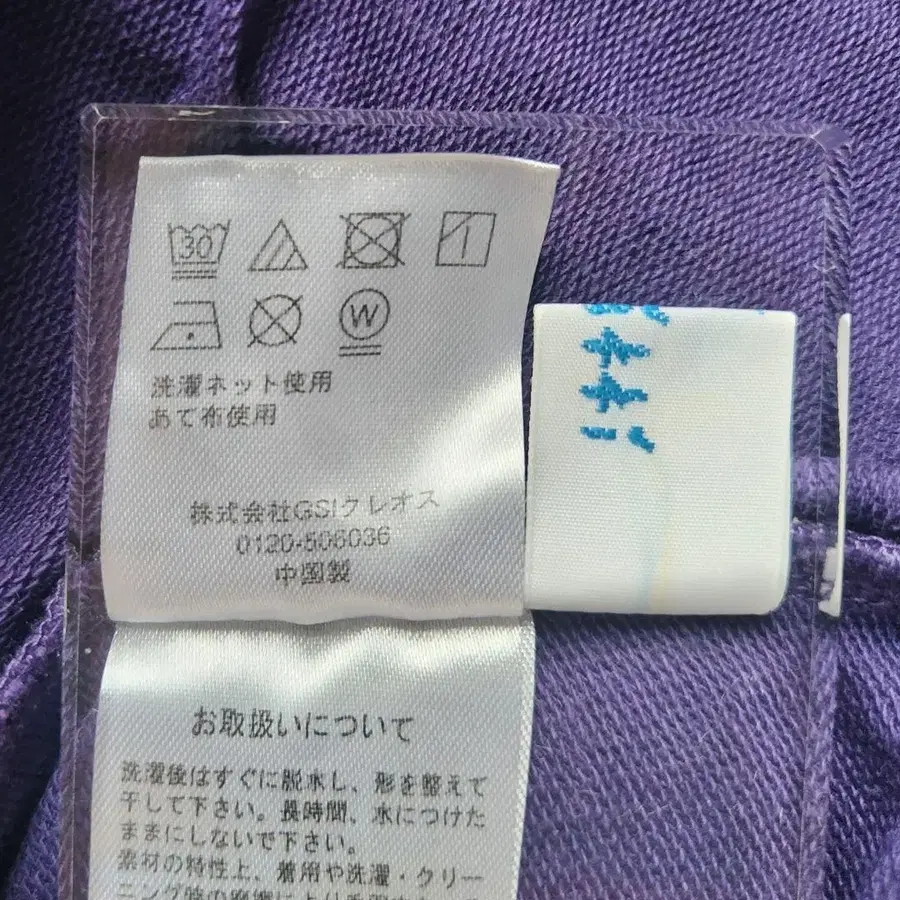 30
W
洗濯ネット使用
あて布使用
株式会社GSIクレオス
0120-506036
中国製
お取扱いについて
洗濯後はすぐに脱水し、形を整えて
干して下さい。長時間、水につけた
ままにしないで下さい。
素材の特性上、着用や洗濯・クリー